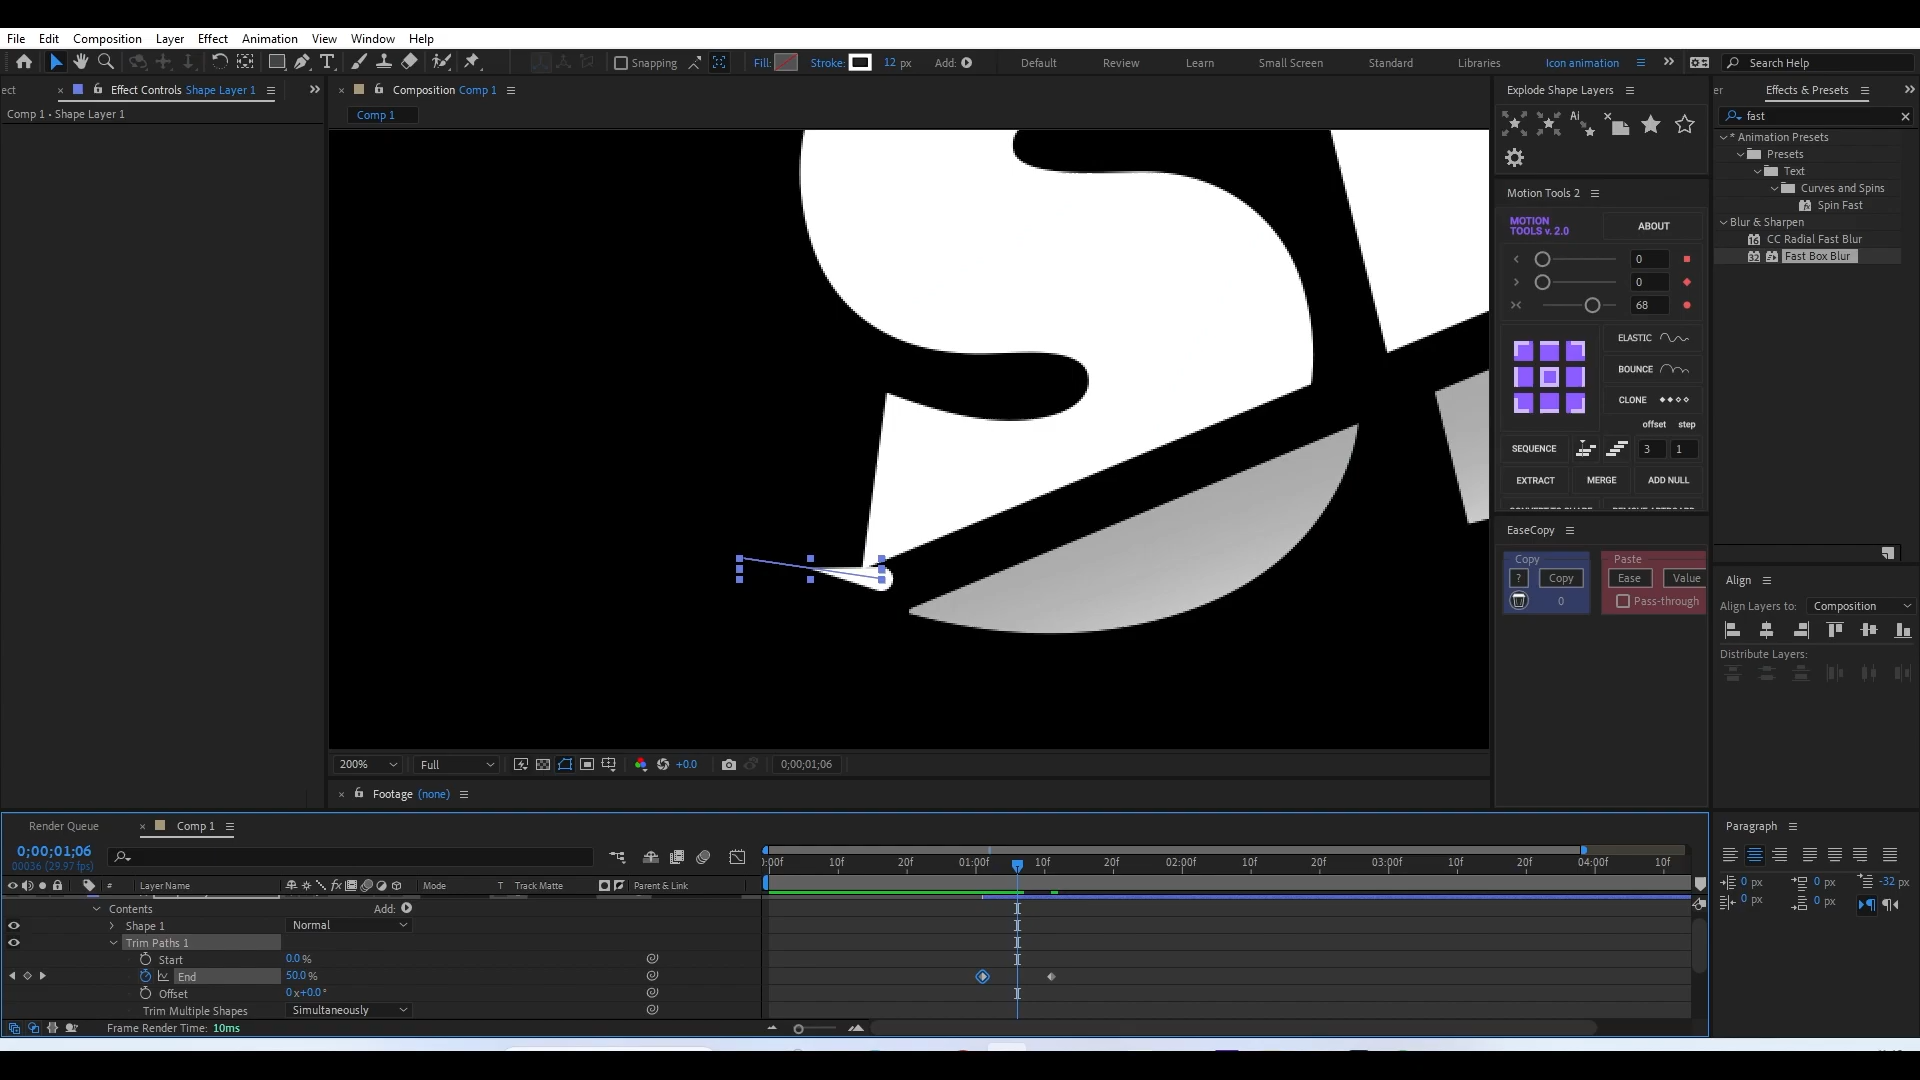 File Edit Composition Layer Effect Animation View Window Help
Snapping Fill: Stroke: 12 px Add: Default Review Learn Small Screen Standard Libraries Icon animation Search Help
Effect Controls Shape Layer 1
Comp 1 • Shape Layer 1
Composition Comp 1
Comp 1
Explode Shape Layers
Ai
Motion Tools 2
MOTION
TOOLS v. 2.0
ABOUT
0
0
68
ELASTIC
BOUNCE
CLONE
offset step
SEQUENCE 3 1
EXTRACT MERGE ADD NULL
EaseCopy
Copy Paste
? Copy Ease Value
0 Pass-through
Effects & Presets
fast
* Animation Presets
Presets
Text
Curves and Spins
Spin Fast
Blur & Sharpen
CC Radial Fast Blur
Fast Box Blur
Align
Align Layers to: Composition
Distribute Layers:
200% Full +0.0 0;00;01;06
Footage (none)
Render Queue Comp 1
0;00;01;06
00036 (29.97 fps)
0:00f 10f 20f 01:00f 10f 20f 02:00f 10f 20f 03:00f 10f 20f 04:00f 10f
# Layer Name Mode T Track Matte Parent & Link
Contents Add:
Shape 1 Normal
Trim Paths 1
Start 0.0 %
End 50.0 %
Offset 0x+0.0°
Trim Multiple Shapes Simultaneously
Frame Render Time: 10ms
Paragraph
0 px 0 px -32 px
0 px 0 px